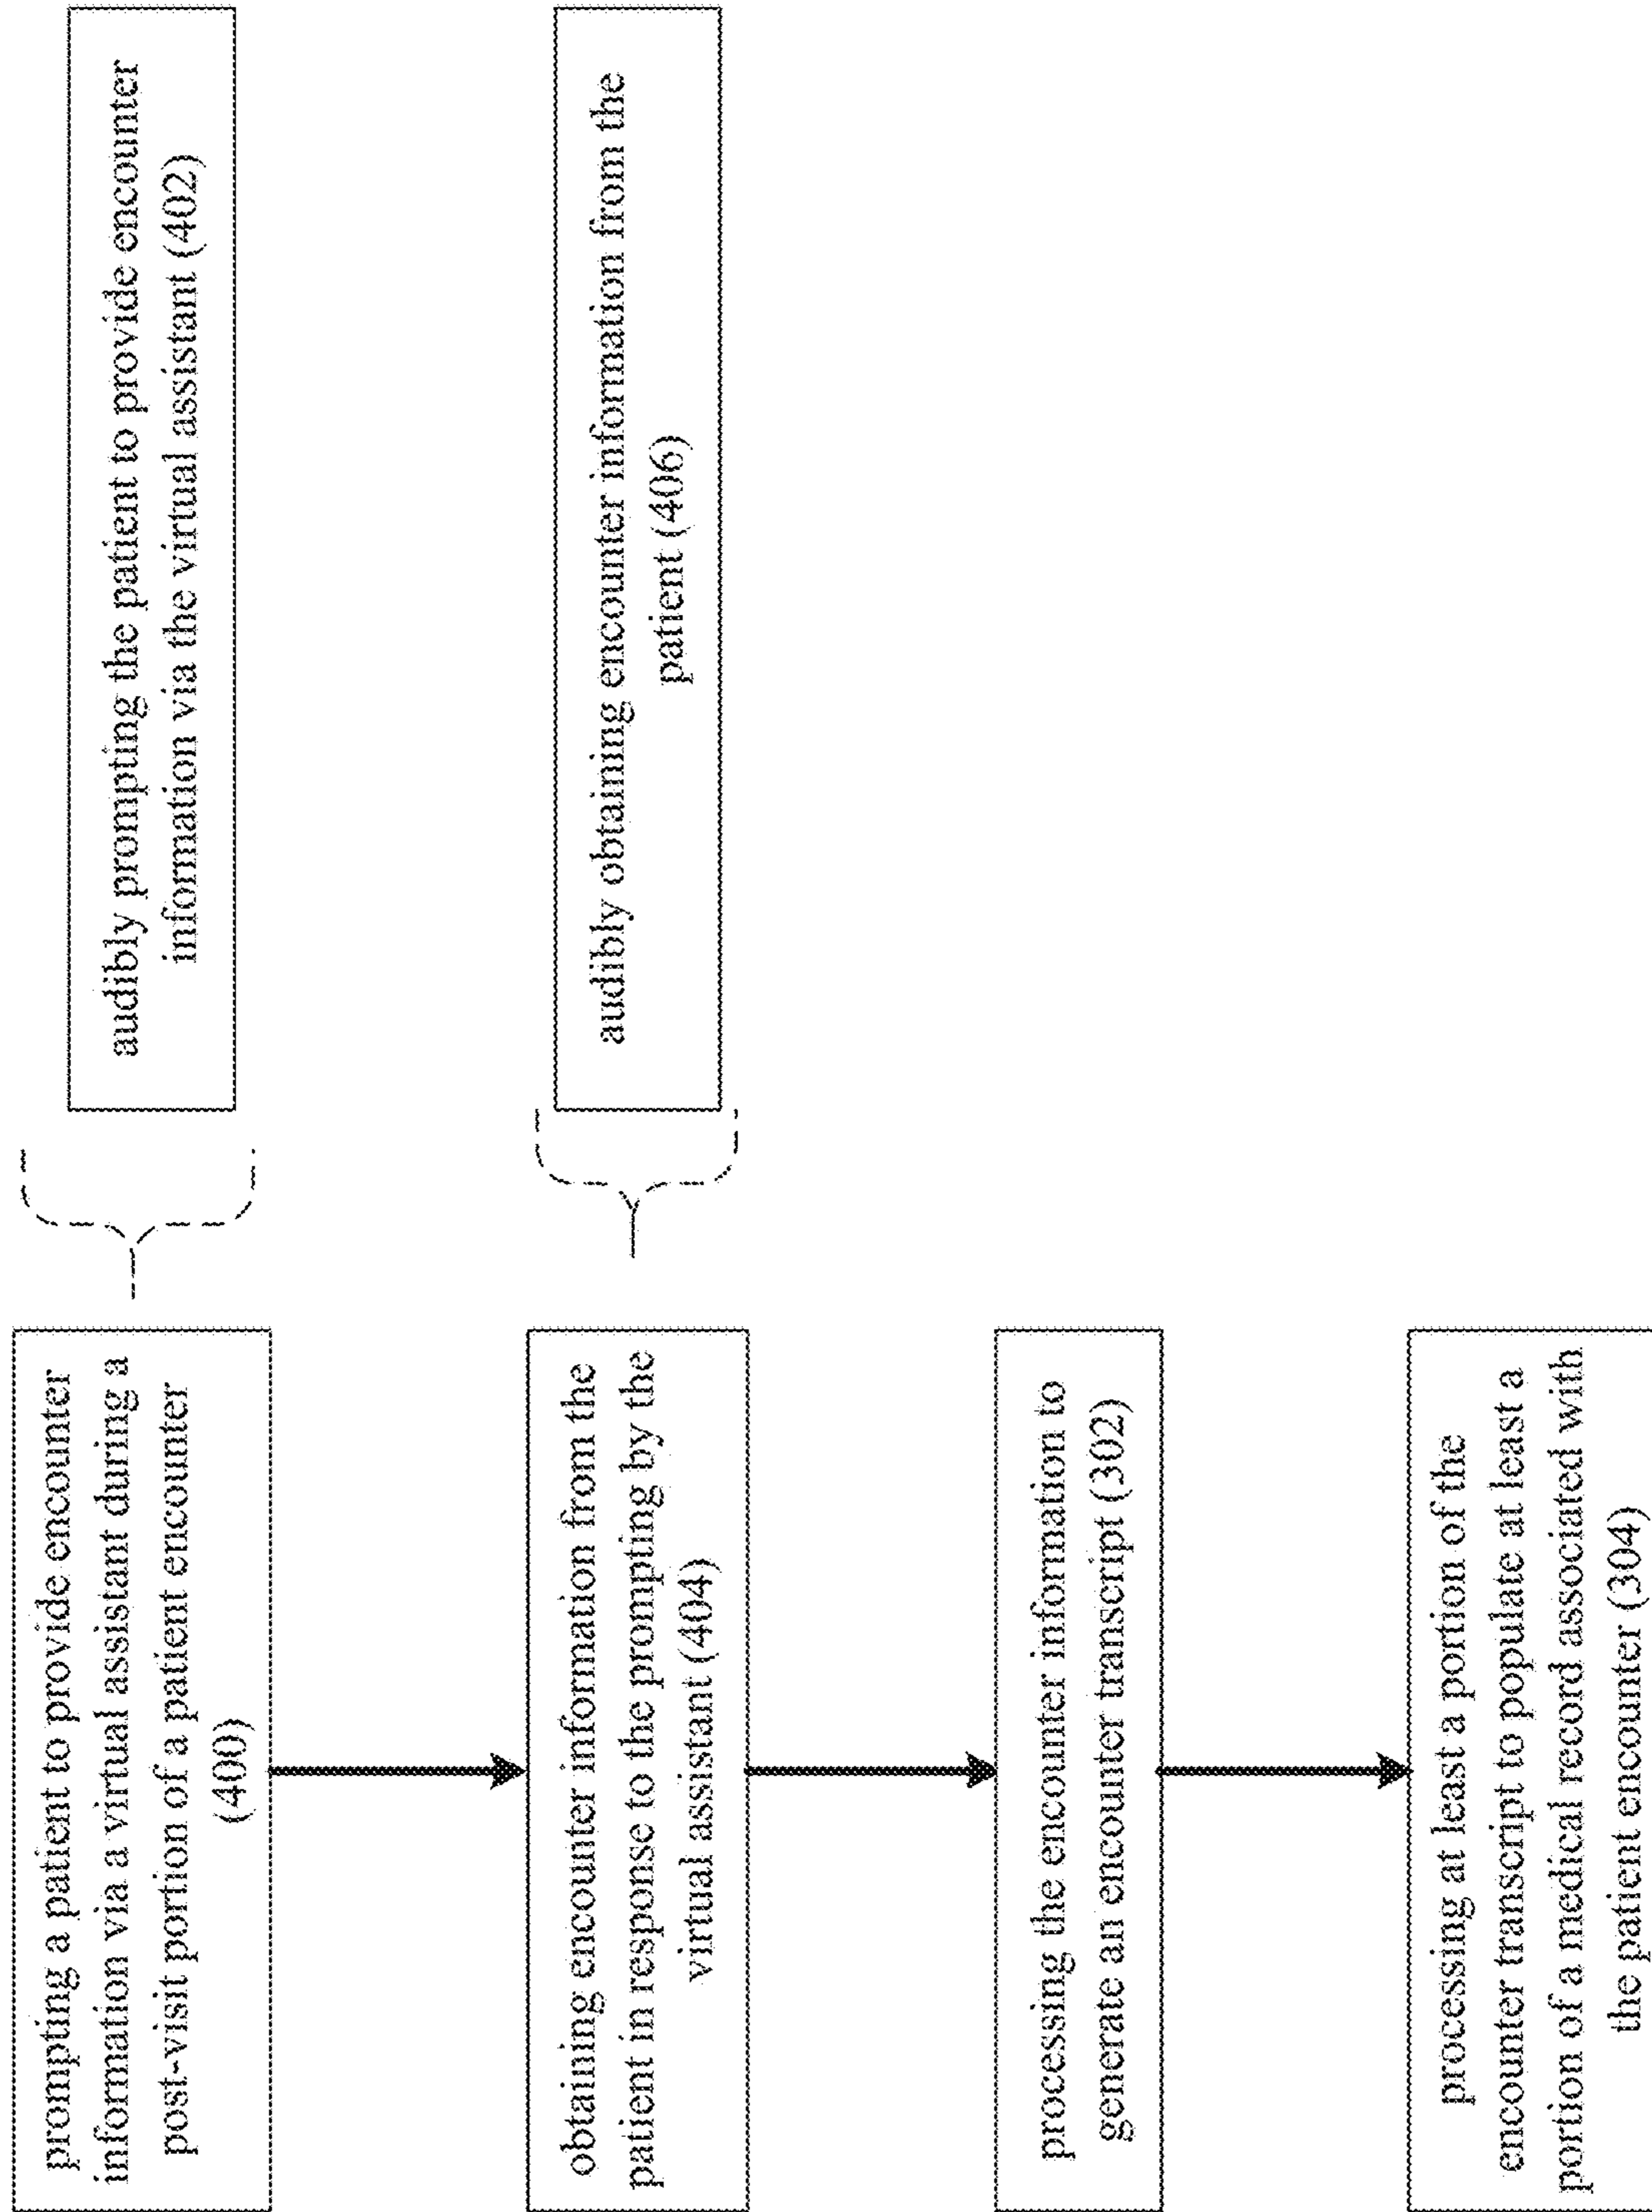 prompting a patient to provide encounter
information via a virtual assistant during a
post-visit portion of a patient encounter
(400)
audibly prompting the patient to provide encounter
information via the virtual assistant (402)
obtaining encounter information from the
patient in response to the prompting by the
virtual assistant (404)
audibly obtaining encounter information from the
patient (406)
processing the encounter information to
generate an encounter transcript (302)
processing at least a portion of the
encounter transcript to populate at least a
portion of a medical record associated with
the patient encounter (304)